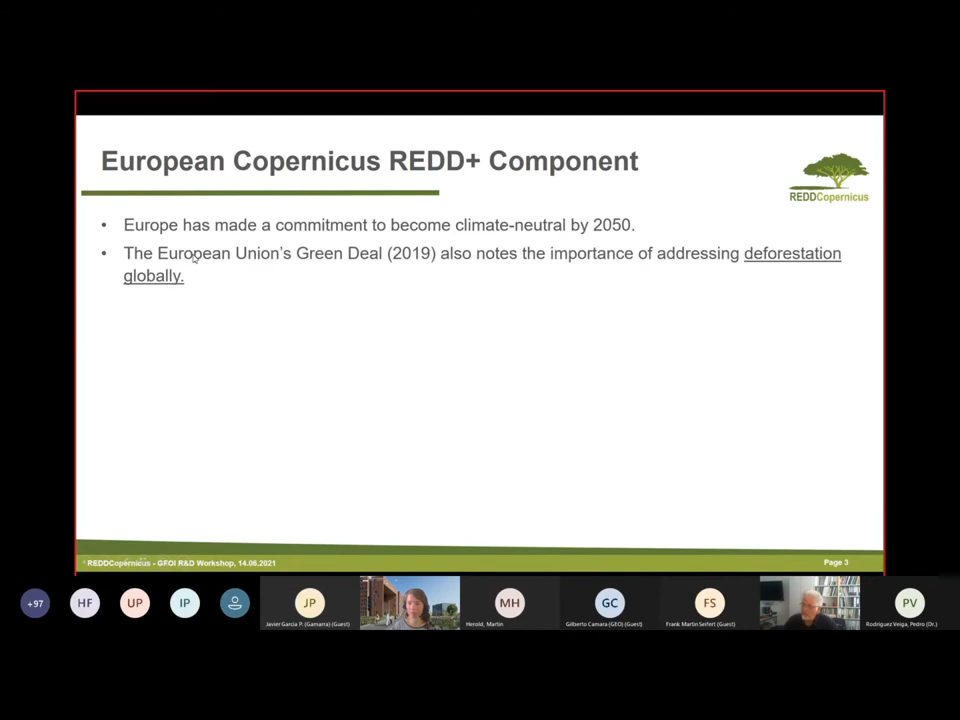 European Copernicus REDD+ Component
REDDCopernicus
• Europe has made a commitment to become climate-neutral by 2050.
• The European Union's Green Deal (2019) also notes the importance of addressing deforestation
globally.
REDDCopernicus - GFOI R&D Workshop, 14.06.2021
Page 3
+97
HF
UP
IP
JP
MH
GC
FS
PV
Javier Garcia P. (Gamarra) (Guest)
Herold, Martin
Gilberto Camara (GEO) (Guest)
Frank Martin Seifert (Guest)
Rodriguez Veiga, Pedro (Dr.)